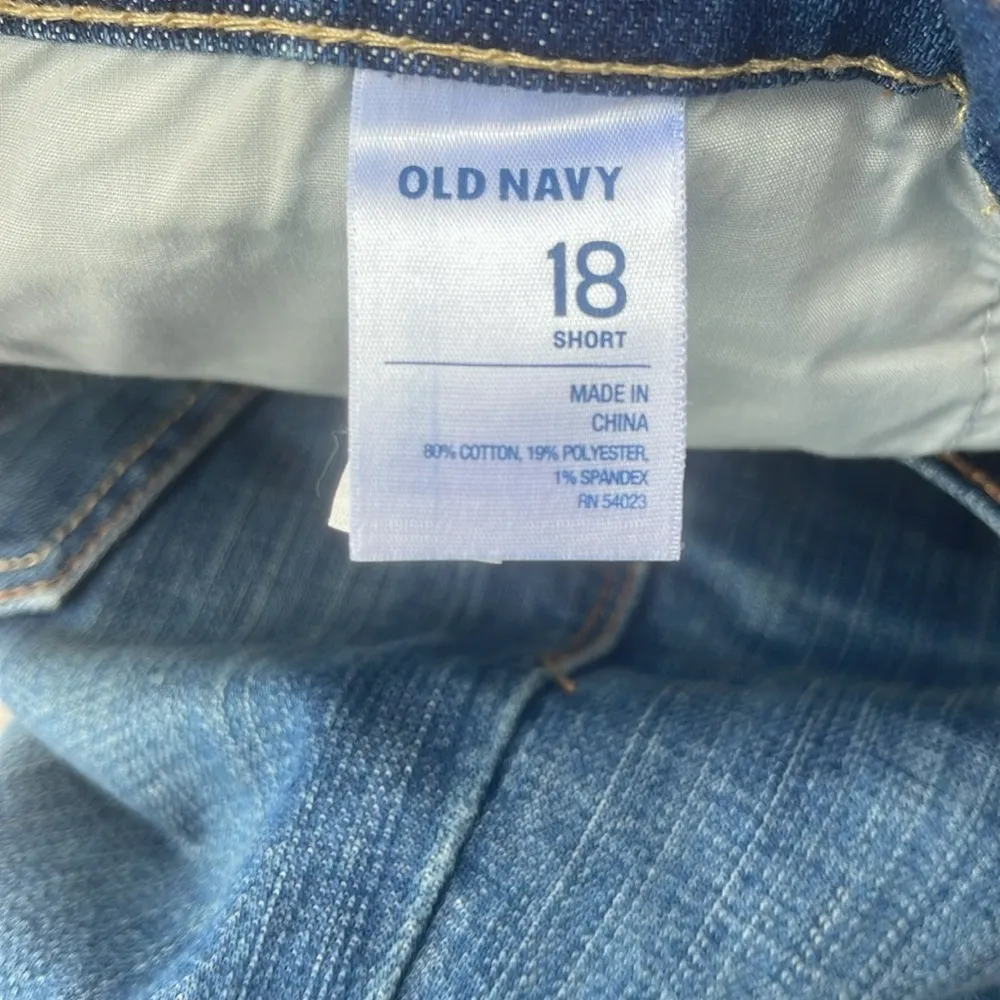 OLD NAVY
18
SHORT
MADE IN
CHINA
80% COTTON, 19% POLYESTER,
1% SPANDEX
RN 54023